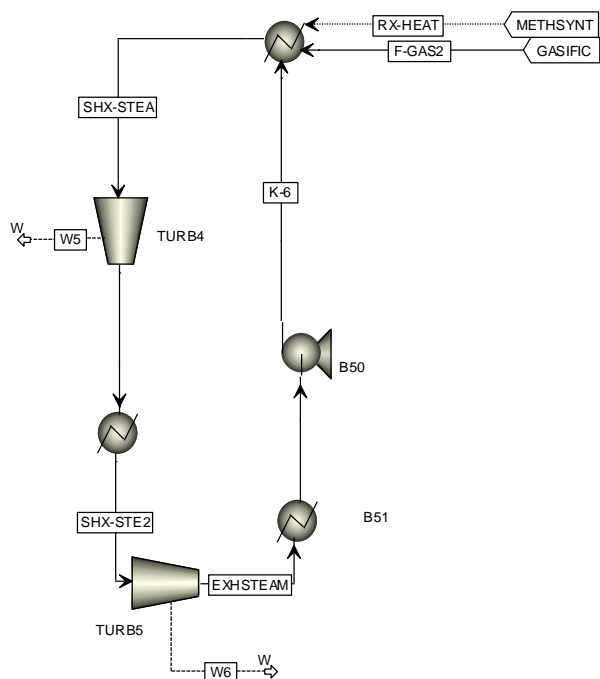 RX-HEAT
METHSYNT
F-GAS2
GASIFIC
SHX-STEA
K-6
W
W5
TURB4
B50
SHX-STE2
B51
EXHSTEAM
TURB5
W6
W